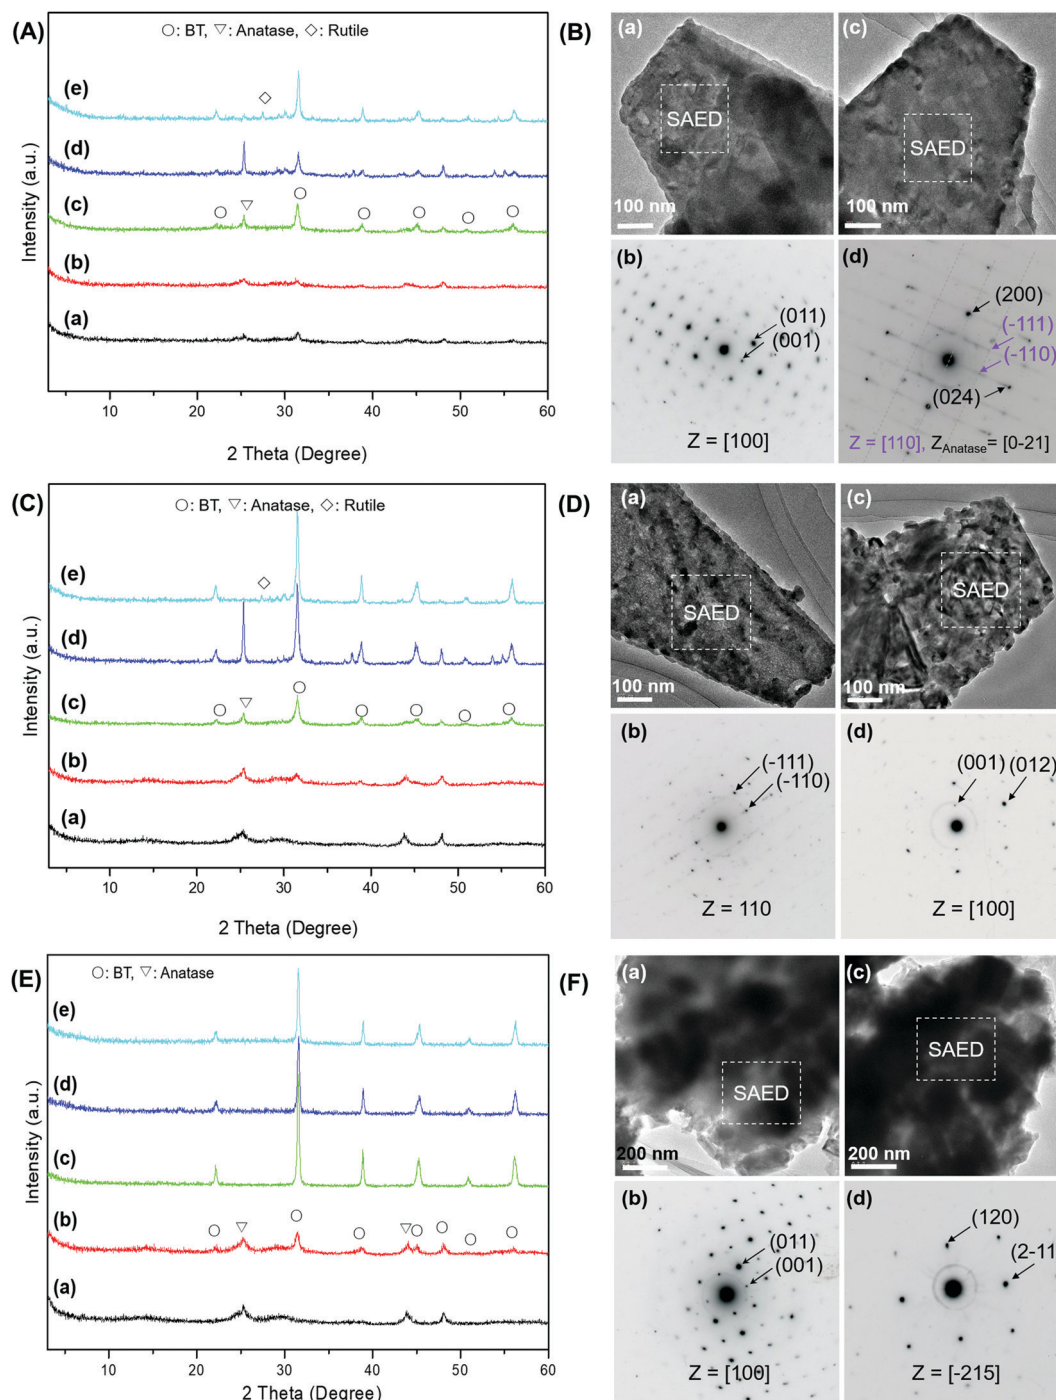 (A)
○: BT, ▽: Anatase, ◇: Rutile
(e)
(d)
(c)
(b)
(a)
Intensity (a.u.)
10 20 30 40 50 60
2 Theta (Degree)
(B)
(a)
SAED
100 nm
(c)
SAED
100 nm
(b)
(011)
(001)
Z = [100]
(d)
(200)
(-111)
(-110)
(024)
Z = [110], Z_Anatase = [0-21]
(C)
○: BT, ▽: Anatase, ◇: Rutile
(e)
(d)
(c)
(b)
(a)
Intensity (a.u.)
10 20 30 40 50 60
2 Theta (Degree)
(D)
(a)
SAED
100 nm
(c)
SAED
100 nm
(b)
(-111)
(-110)
Z = 110
(d)
(001) (012)
Z = [100]
(E)
○: BT, ▽: Anatase
(e)
(d)
(c)
(b)
(a)
Intensity (a.u.)
10 20 30 40 50 60
2 Theta (Degree)
(F)
(a)
SAED
200 nm
(c)
SAED
200 nm
(b)
(011)
(001)
Z = [100]
(d)
(120)
(2-11
Z = [-215]